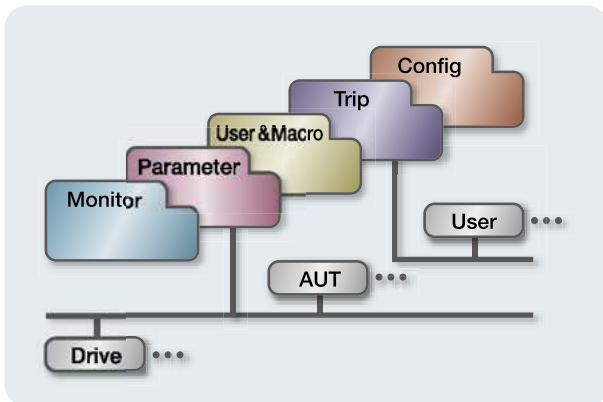 Config
Trip
User &Macro
Parameter
Monitor
User
AUT
Drive